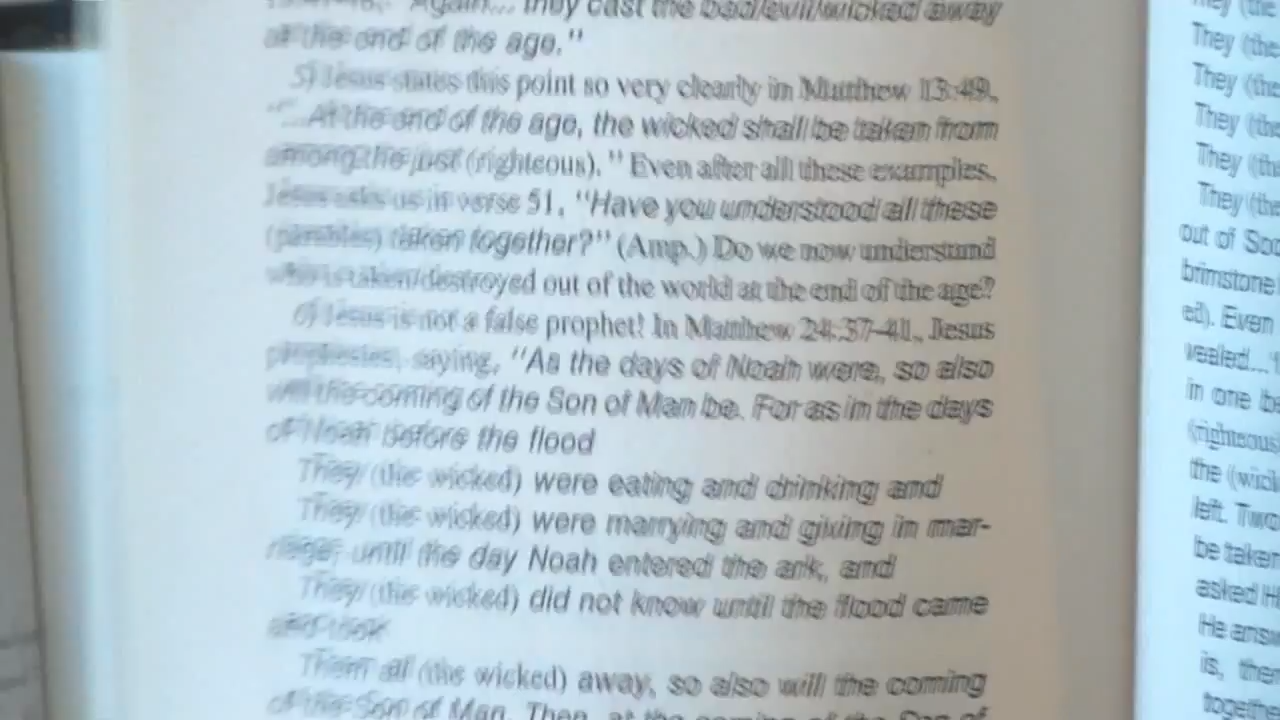 Again... they cast the bad/evil/wicked away
at the end of the age."
5) Jesus states this point so very clearly in Matthew 13:49,
"...At the end of the age, the wicked shall be taken from
among the just (righteous)." Even after all these examples,
Jesus asks us in verse 51, "Have you understood all these
(parables) taken together?" (Amp.) Do we now understand
who is taken/destroyed out of the world at the end of the age?
6) Jesus is not a false prophet! In Matthew 24:37-41, Jesus
prophesies, saying, "As the days of Noah were, so also
will the coming of the Son of Man be. For as in the days
of Noah before the flood
They (the wicked) were eating and drinking and
They (the wicked) were marrying and giving in mar-
riage, until the day Noah entered the ark, and
They (the wicked) did not know until the flood came
and took
Them all (the wicked) away, so also will the coming
of the Son of Man. Then, at the coming of the Son of
They (the
They (the
They (the
They (the
They (the
They (the
out of
brimstone
ed). Even
vealed...
in one
(righteous
the
left. Two
be taken
asked
He
is,